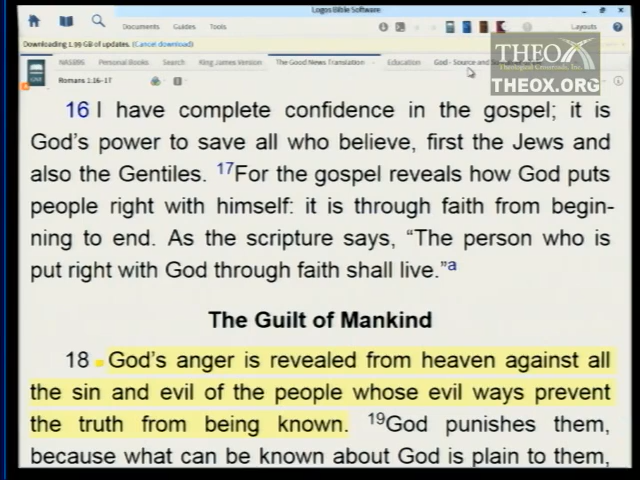 Logos Bible Software
Documents Guides Tools Layouts
Downloading 1.99 GB of updates. (Cancel download)
NASB95 Personal Books Search King James Version The Good News Translation Education God - Source and
THEOX
THEOX.ORG
Romans 1:16-17
16 I have complete confidence in the gospel; it is
God's power to save all who believe, first the Jews and
also the Gentiles. 17For the gospel reveals how God puts
people right with himself: it is through faith from begin-
ning to end. As the scripture says, “The person who is
put right with God through faith shall live.”a
The Guilt of Mankind
18 God's anger is revealed from heaven against all
the sin and evil of the people whose evil ways prevent
the truth from being known. 19God punishes them,
because what can be known about God is plain to them,